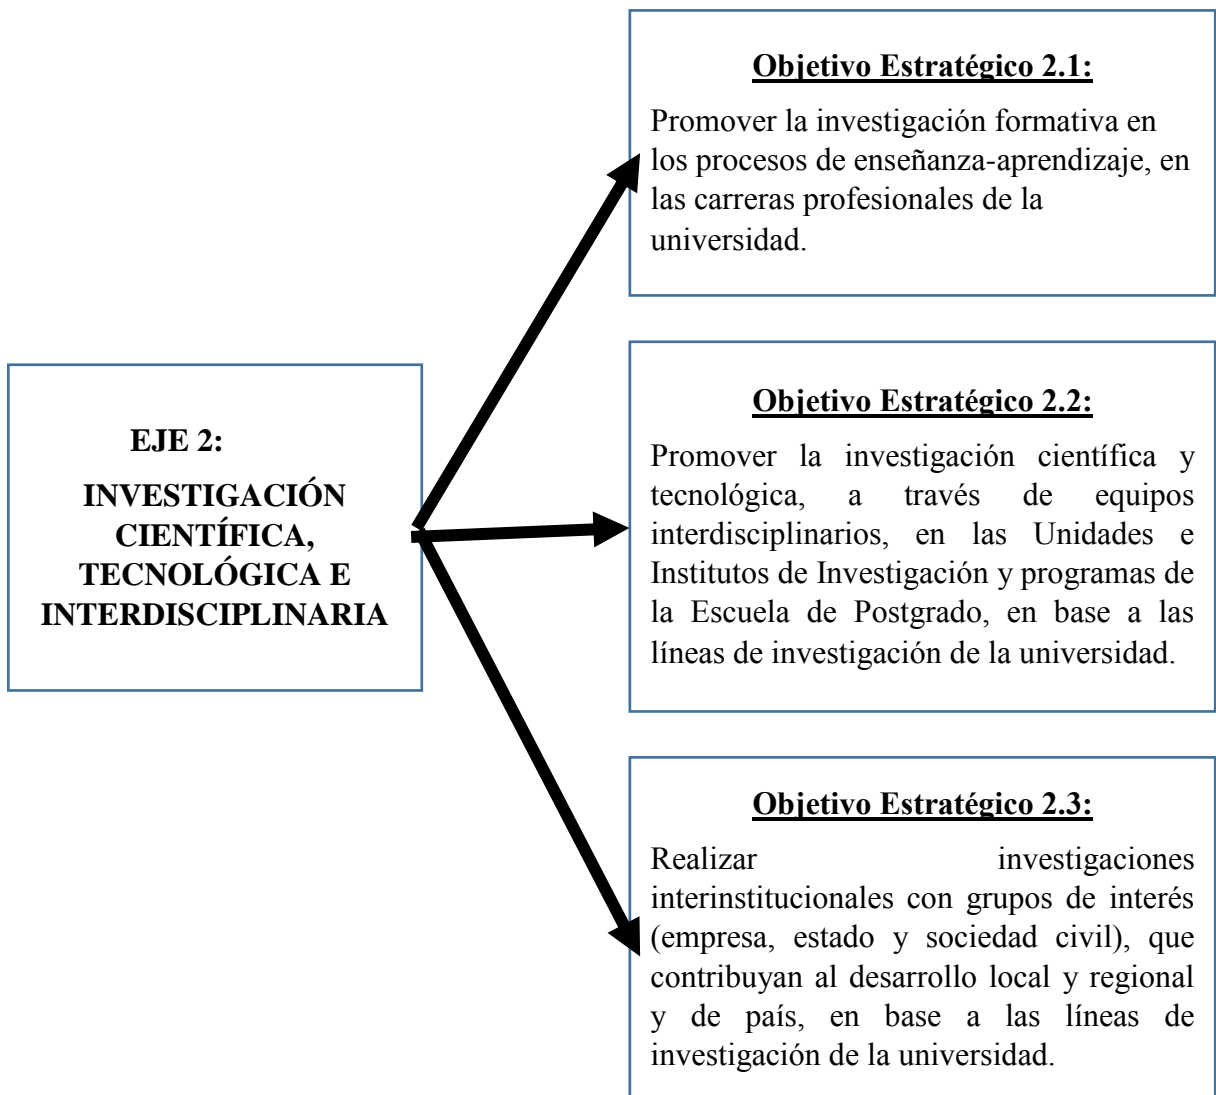 EJE 2:
INVESTIGACIÓN
CIENTÍFICA,
TECNOLÓGICA E
INTERDISCIPLINARIA
Objetivo Estratégico 2.1:
Promover la investigación formativa en
los procesos de enseñanza-aprendizaje, en
las carreras profesionales de la
universidad.
Objetivo Estratégico 2.2:
Promover la investigación científica y
tecnológica, a través de equipos
interdisciplinarios, en las Unidades e
Institutos de Investigación y programas de
la Escuela de Postgrado, en base a las
líneas de investigación de la universidad.
Objetivo Estratégico 2.3:
Realizar investigaciones
interinstitucionales con grupos de interés
(empresa, estado y sociedad civil), que
contribuyan al desarrollo local y regional
y de país, en base a las líneas de
investigación de la universidad.